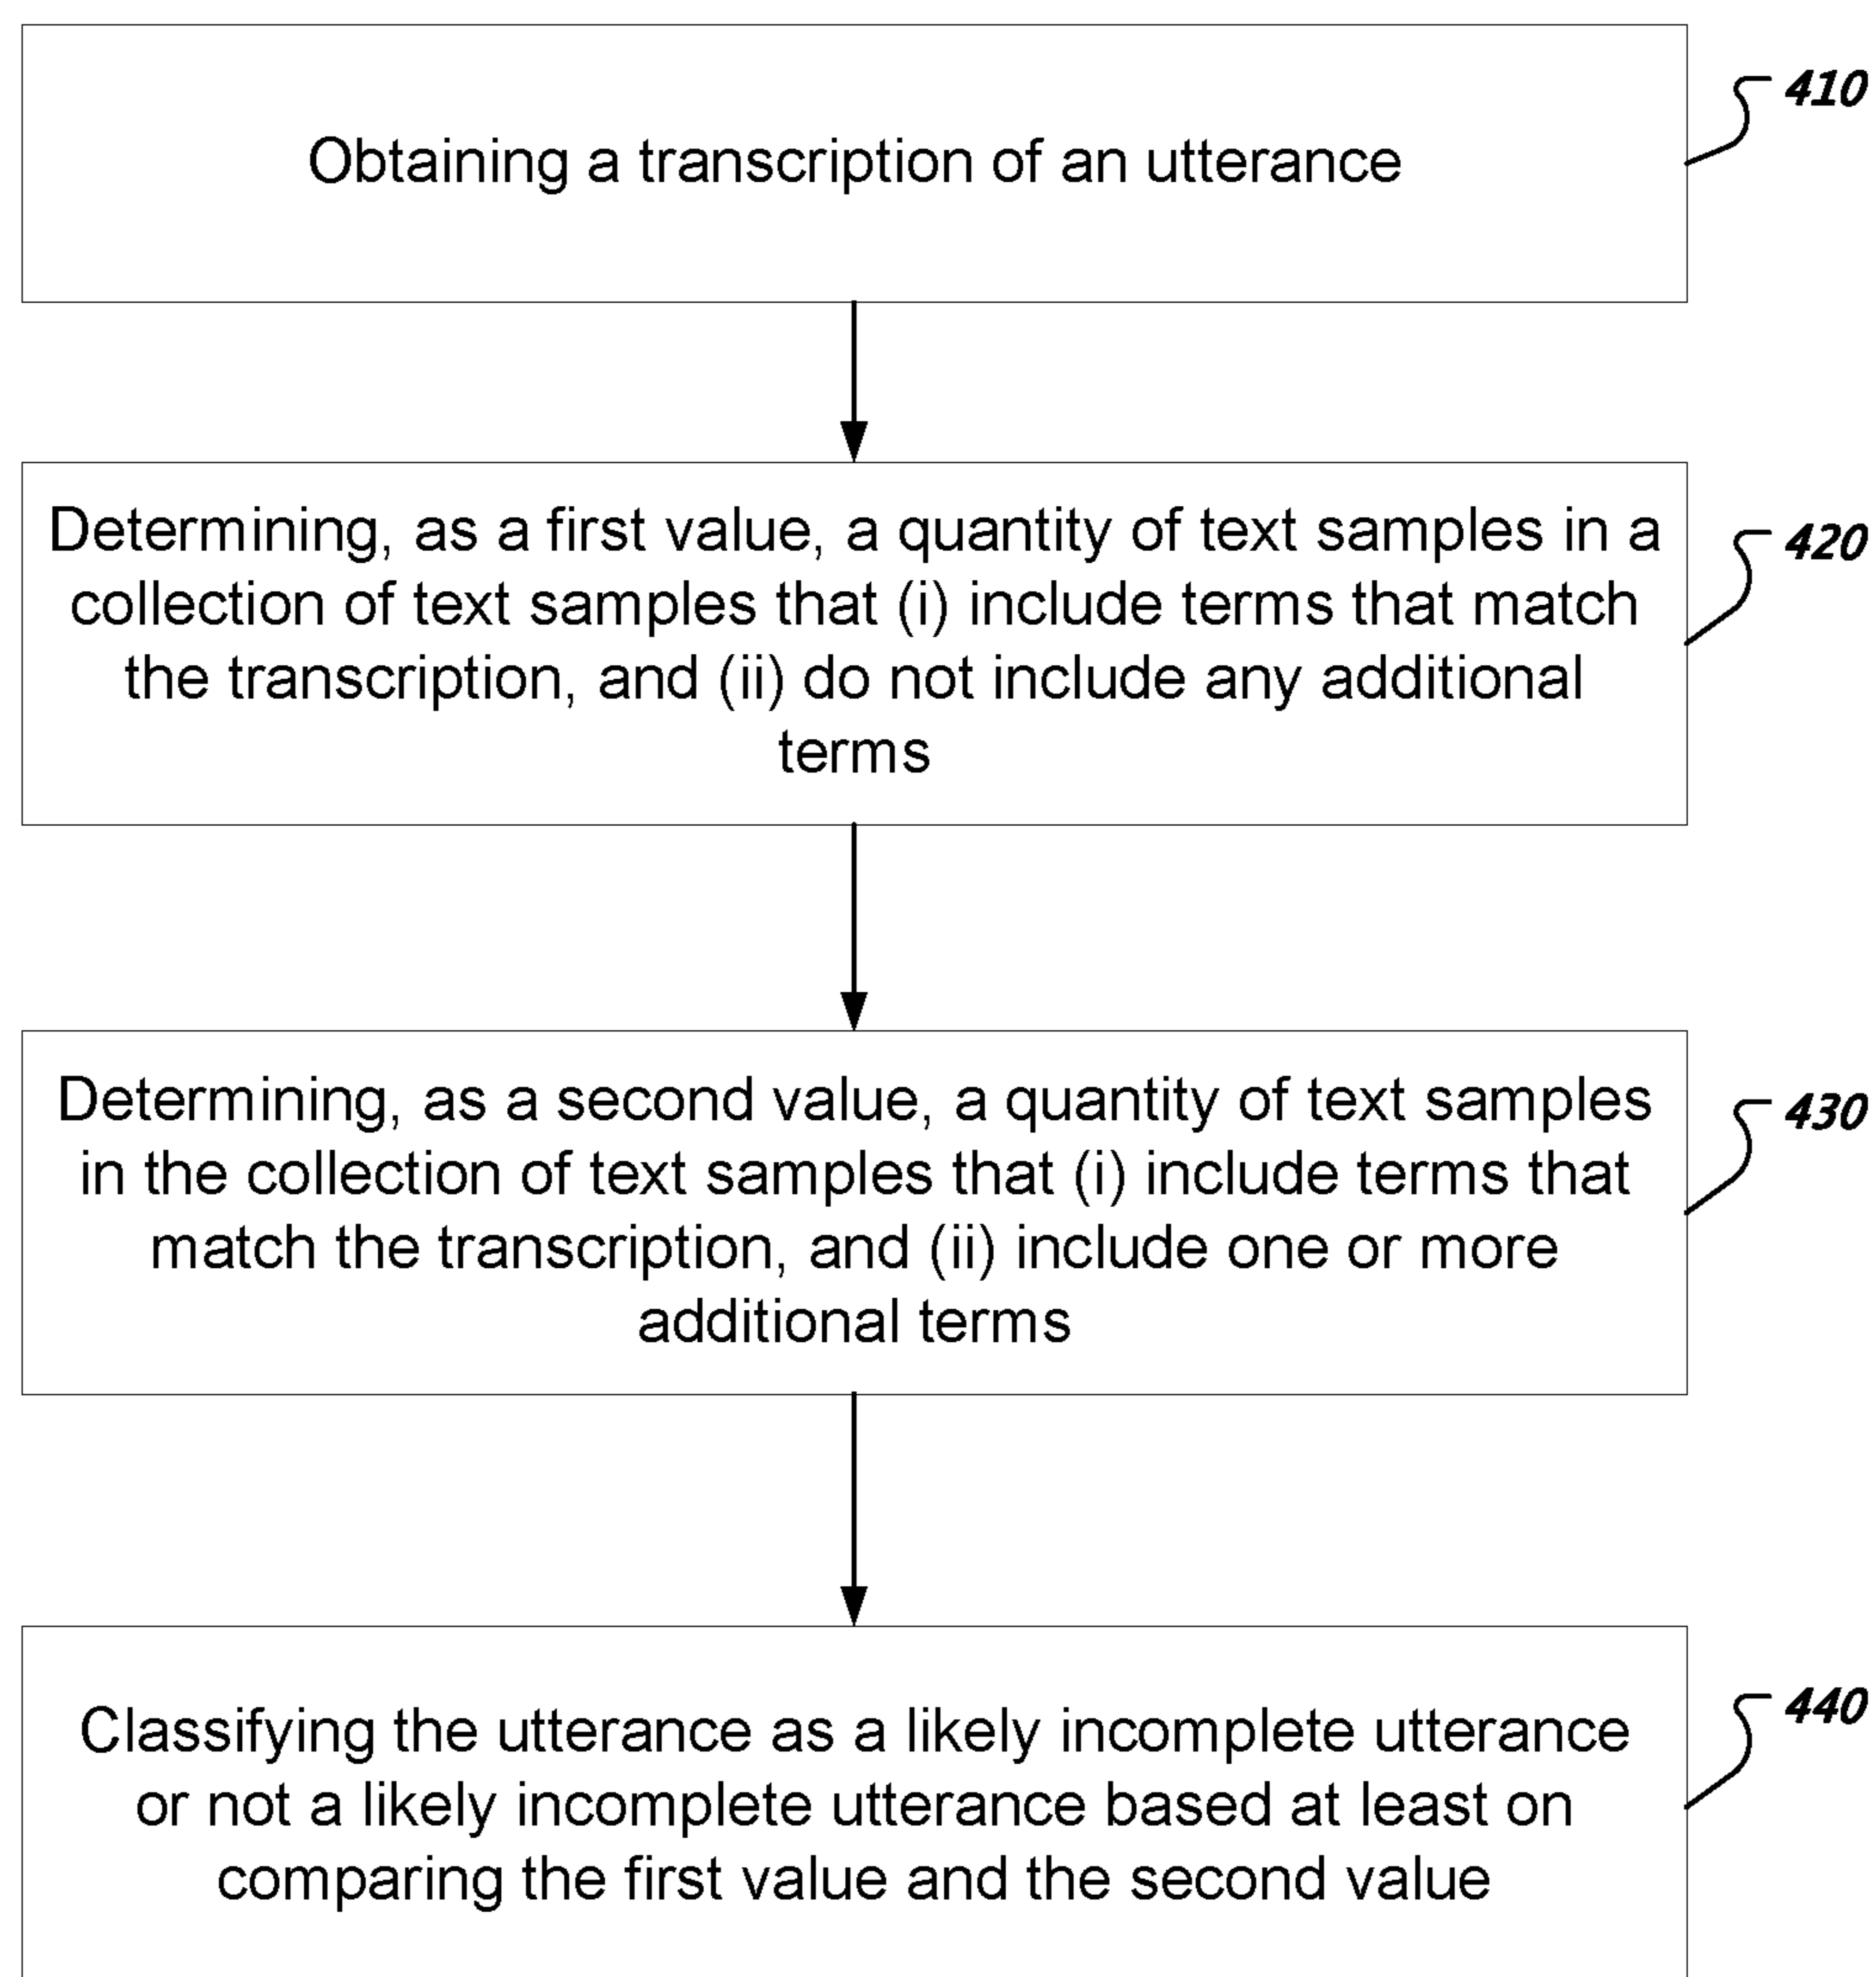 Obtaining a transcription of an utterance
410
Determining, as a first value, a quantity of text samples in a
collection of text samples that (i) include terms that match
the transcription, and (ii) do not include any additional
terms
420
Determining, as a second value, a quantity of text samples
in the collection of text samples that (i) include terms that
match the transcription, and (ii) include one or more
additional terms
430
Classifying the utterance as a likely incomplete utterance
or not a likely incomplete utterance based at least on
comparing the first value and the second value
440